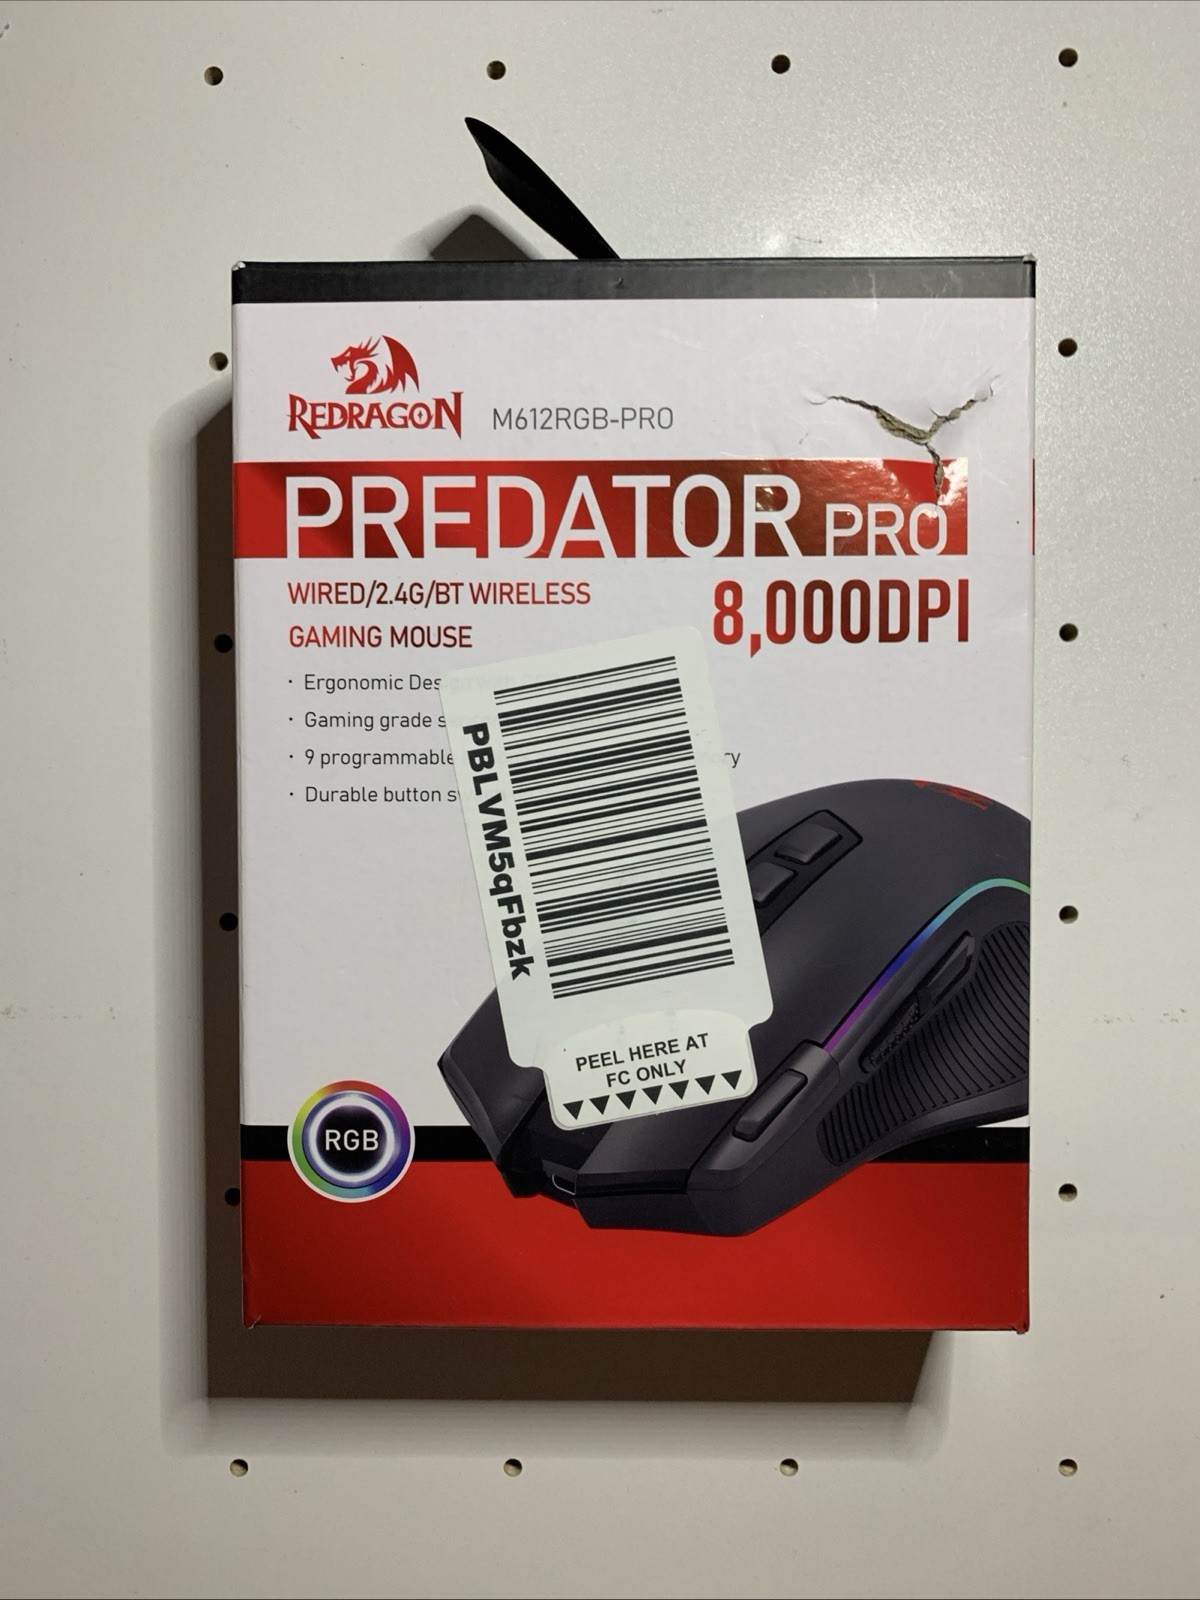 REDRAGON
M612RGB-PRO
PREDATOR PRO
WIRED/2.4G/BT WIRELESS
GAMING MOUSE
8,000DPI
· Ergonomic Des
· Gaming grade s
· 9 programmable ry
· Durable button sw
PBLVM5qFbzk
PEEL HERE AT
FC ONLY
RGB